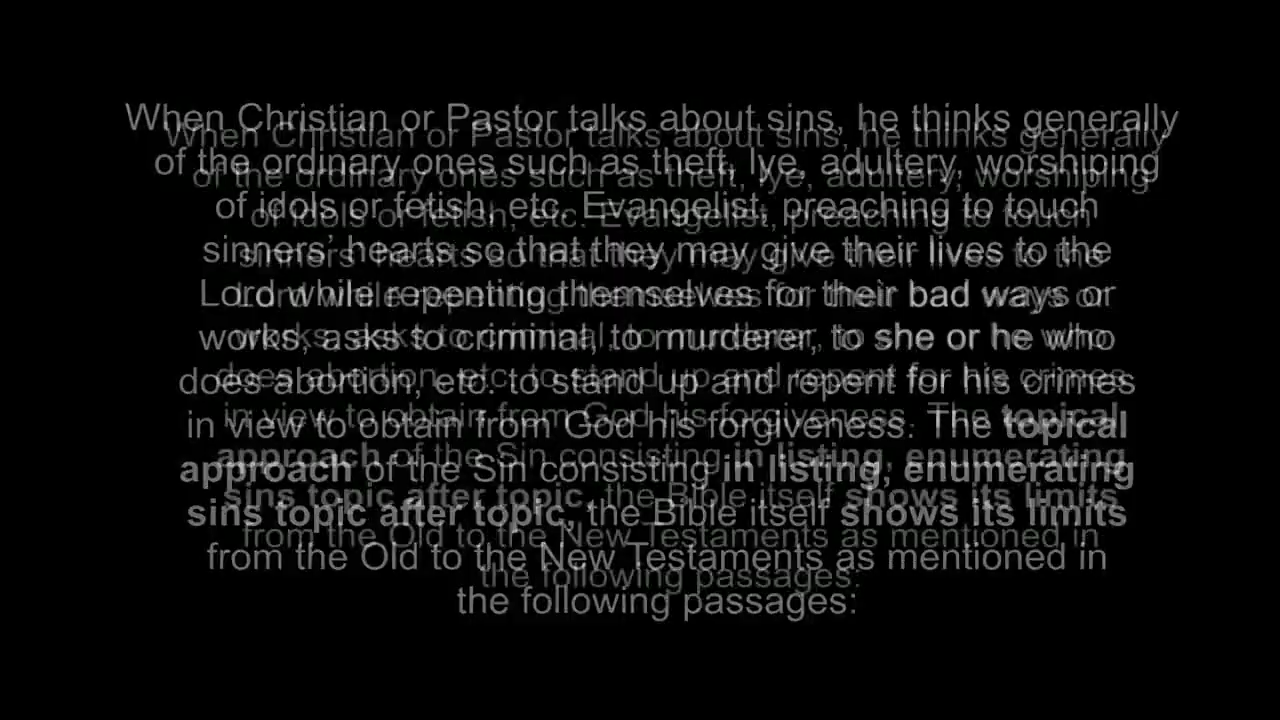 When Christian or Pastor talks about sins, he thinks generally
of the ordinary ones such as theft, lye, adultery, worshiping
of idols or fetish, etc. Evangelist, preaching to touch
sinners’ hearts so that they may give their lives to the
Lord while repenting themselves for their bad ways or
works, asks to criminal, to murderer, to she or he who
does abortion, etc. to stand up and repent for his crimes
in view to obtain from God his forgiveness. The topical
approach of the Sin consisting in listing, enumerating
sins topic after topic, the Bible itself shows its limits
from the Old to the New Testaments as mentioned in
the following passages: